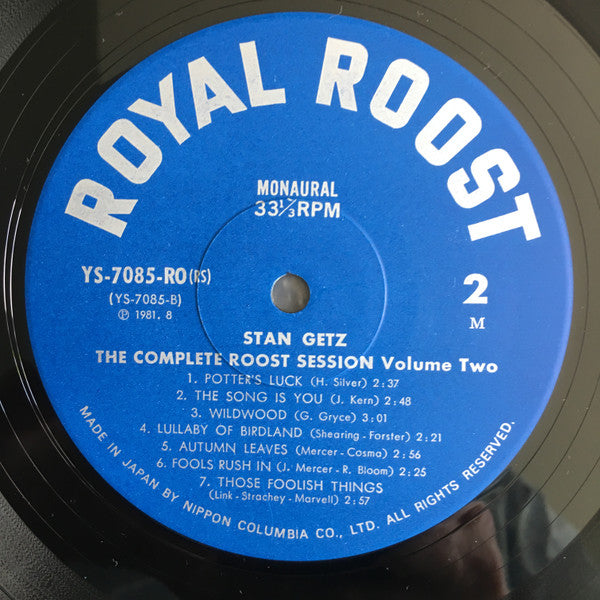 ROYAL ROOST
MONAURAL
33⅓RPM
YS-7085-RO(RS)
(YS-7085-B)
Ⓟ 1981. 8
2
M
STAN GETZ
THE COMPLETE ROOST SESSION Volume Two
1. POTTER'S LUCK (H. Silver) 2:37
2. THE SONG IS YOU (J. Kern) 2:48
3. WILDWOOD (G. Gryce) 3:01
4. LULLABY OF BIRDLAND (Shearing - Forster) 2:21
5. AUTUMN LEAVES (Mercer - Cosma) 2:56
6. FOOLS RUSH IN (J. Mercer - R. Bloom) 2:25
7. THOSE FOOLISH THINGS
(Link - Strachey - Marvell) 2:57
MADE IN JAPAN BY NIPPON COLUMBIA CO., LTD. ALL RIGHTS RESERVED.